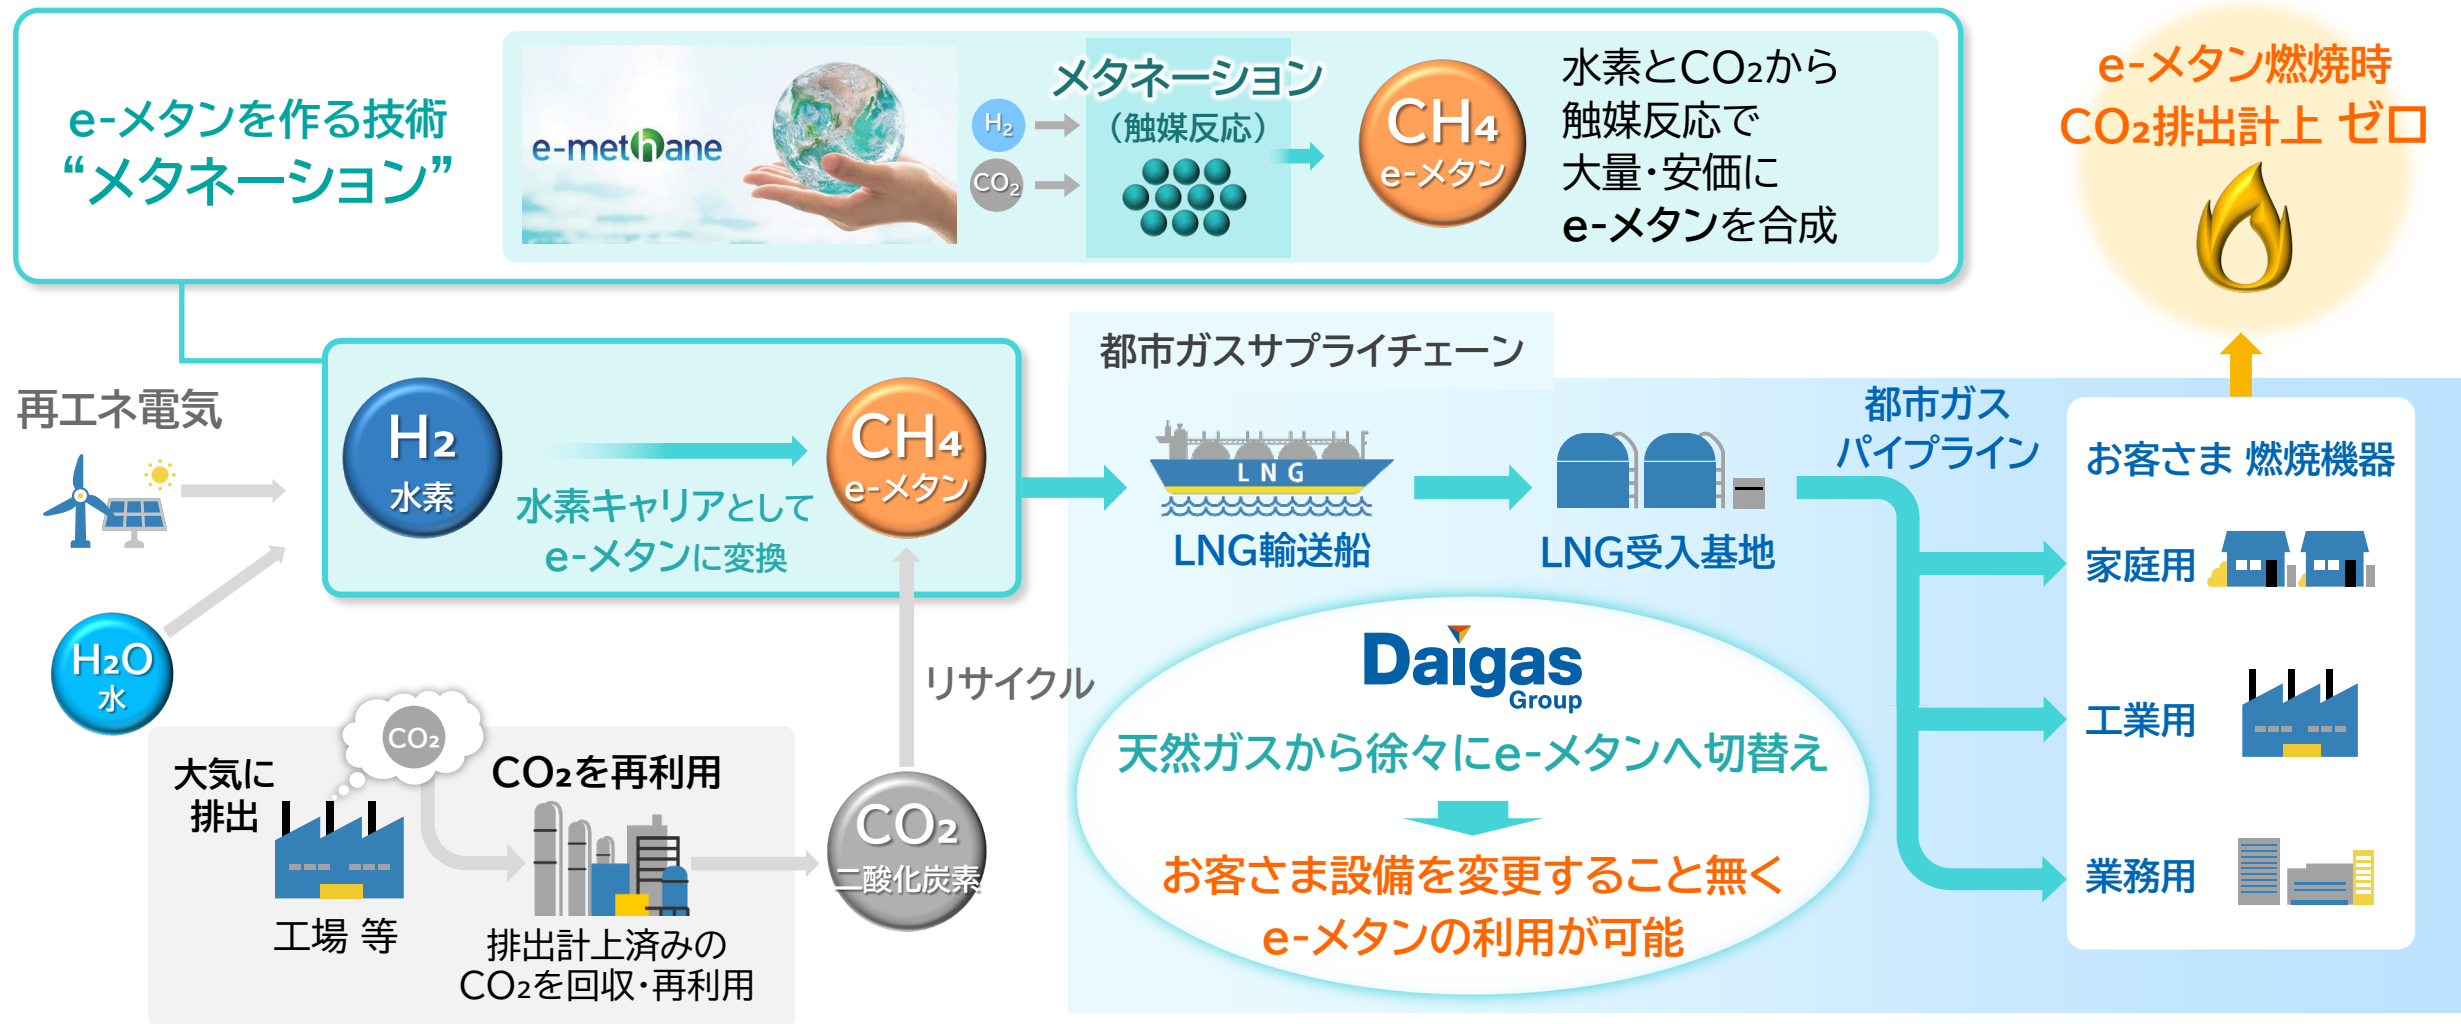 e-メタンを作る技術
“メタネーション”
e-methane
H₂
CO₂
メタネーション
（触媒反応）
CH₄
e-メタン
水素とCO₂から
触媒反応で
大量・安価に
e-メタンを合成
e-メタン燃焼時
CO₂排出計上 ゼロ
再エネ電気
H₂O
水
H₂
水素
水素キャリアとして
e-メタンに変換
CH₄
e-メタン
リサイクル
大気に
排出
CO₂
工場 等
CO₂を再利用
排出計上済みの
CO₂を回収・再利用
CO₂
二酸化炭素
都市ガスサプライチェーン
LNG
LNG輸送船
LNG受入基地
都市ガス
パイプライン
お客さま 燃焼機器
家庭用
工業用
業務用
Daigas
Group
天然ガスから徐々にe-メタンへ切替え
お客さま設備を変更すること無く
e-メタンの利用が可能